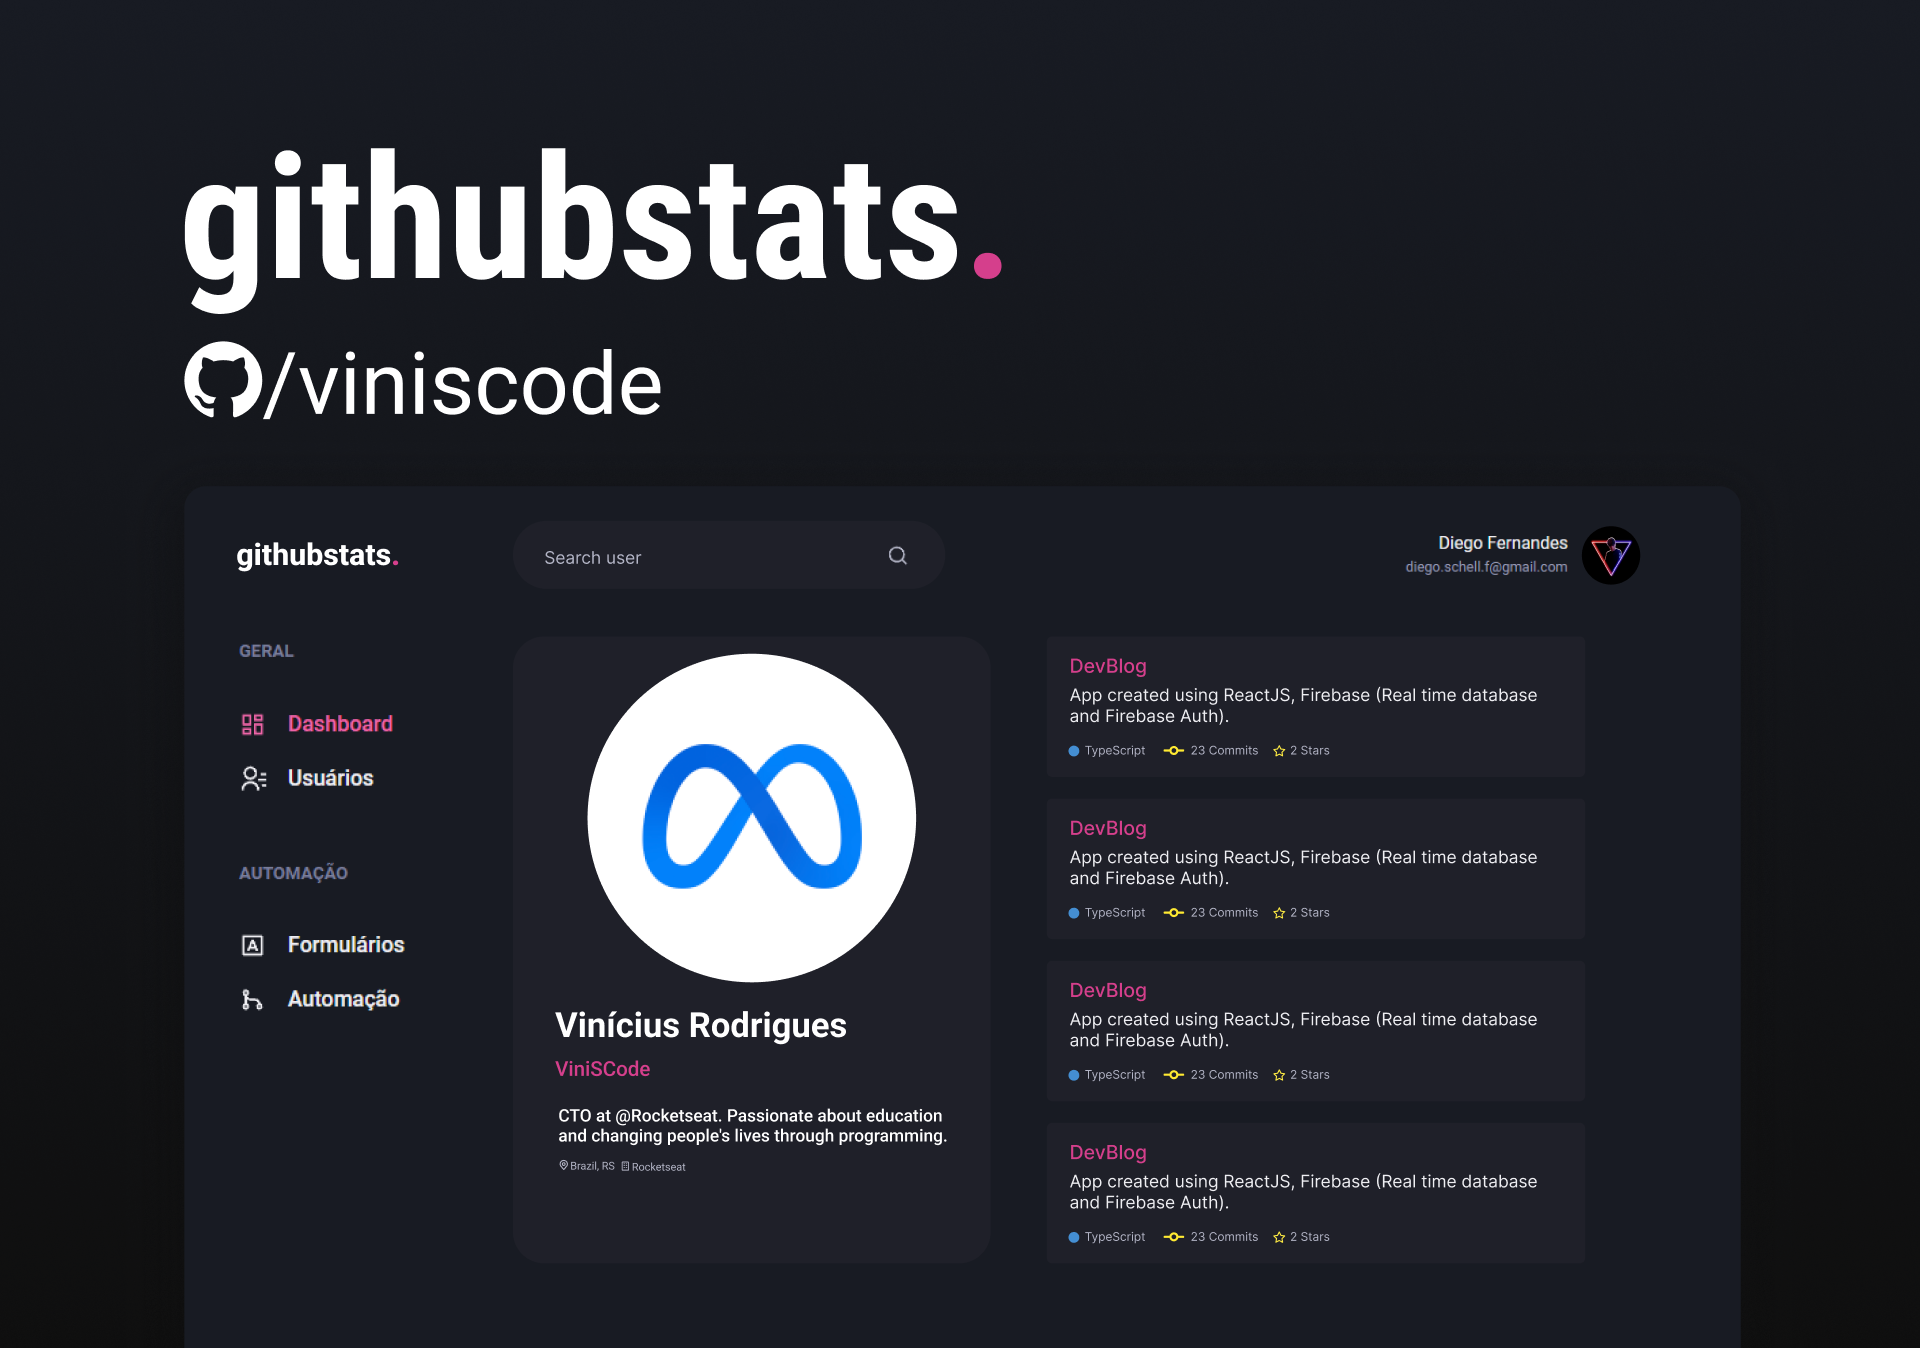 githubstats.
/viniscode
githubstats.
Search user
Diego Fernandes
diego.schell.f@gmail.com
GERAL
Dashboard
Usuários
AUTOMAÇÃO
Formulários
Automação
Vinícius Rodrigues
ViniSCode
CTO at @Rocketseat. Passionate about education
and changing people's lives through programming.
Brazil, RS Rocketseat
DevBlog
App created using ReactJS, Firebase (Real time database
and Firebase Auth).
TypeScript 23 Commits 2 Stars
DevBlog
App created using ReactJS, Firebase (Real time database
and Firebase Auth).
TypeScript 23 Commits 2 Stars
DevBlog
App created using ReactJS, Firebase (Real time database
and Firebase Auth).
TypeScript 23 Commits 2 Stars
DevBlog
App created using ReactJS, Firebase (Real time database
and Firebase Auth).
TypeScript 23 Commits 2 Stars